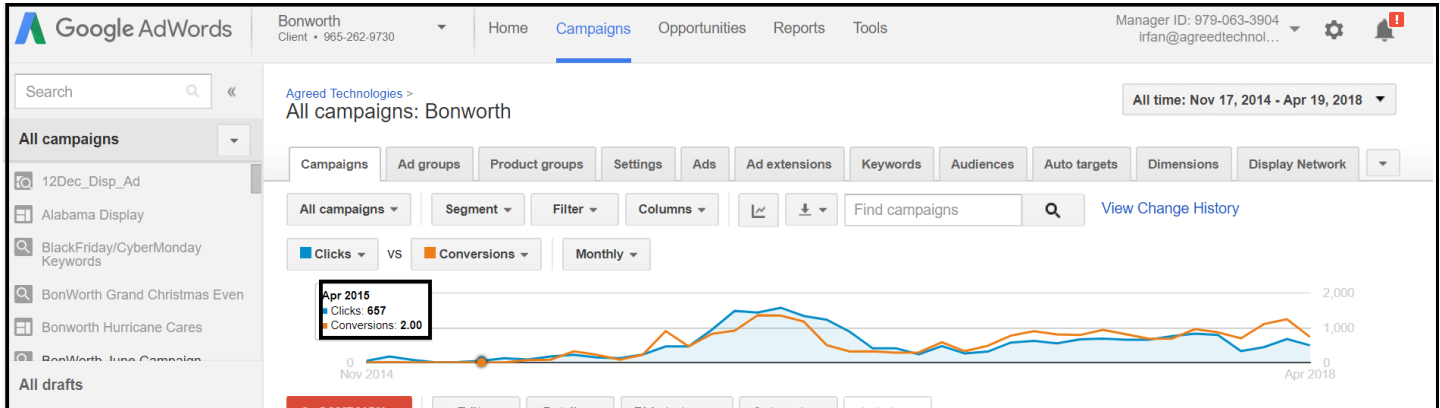 Google AdWords
Bonworth
Client • 965-262-9730
Home Campaigns Opportunities Reports Tools
Manager ID: 979-063-3904
irfan@agreedtechnol...
!
Search «
All campaigns
12Dec_Disp_Ad
Alabama Display
BlackFriday/CyberMonday
Keywords
BonWorth Grand Christmas Even
Bonworth Hurricane Cares
BonWorth June Campaign
All drafts
Agreed Technologies >
All campaigns: Bonworth
All time: Nov 17, 2014 - Apr 19, 2018
Campaigns Ad groups Product groups Settings Ads Ad extensions Keywords Audiences Auto targets Dimensions Display Network
All campaigns Segment Filter Columns Find campaigns View Change History
Clicks VS Conversions Monthly
Apr 2015
Clicks: 657
Conversions: 2.00
2,000
1,000
0 0
Nov 2014 Apr 2018